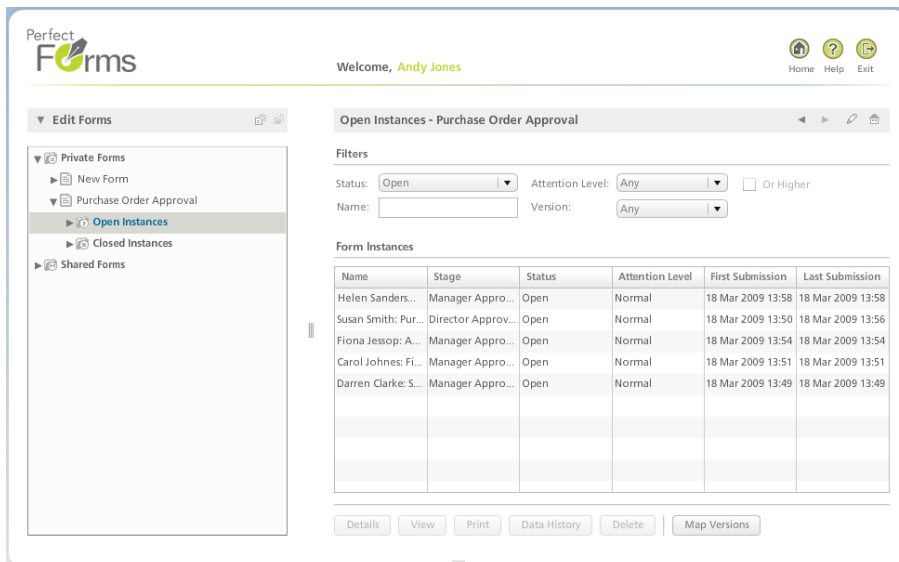 Perfect
Forms
Welcome, Andy Jones
Home Help Exit
Edit Forms
Private Forms
New Form
Purchase Order Approval
Open Instances
Closed Instances
Shared Forms
Open Instances - Purchase Order Approval
Filters
Status: Open Attention Level: Any Or Higher
Name: Version: Any
Form Instances
Name Stage Status Attention Level First Submission Last Submission
Helen Sanders... Manager Appro... Open Normal 18 Mar 2009 13:58 18 Mar 2009 13:58
Susan Smith: Pur... Director Approv... Open Normal 18 Mar 2009 13:50 18 Mar 2009 13:56
Fiona Jessop: A... Manager Appro... Open Normal 18 Mar 2009 13:54 18 Mar 2009 13:54
Carol Johnes: Fi... Manager Appro... Open Normal 18 Mar 2009 13:51 18 Mar 2009 13:51
Darren Clarke: S... Manager Appro... Open Normal 18 Mar 2009 13:49 18 Mar 2009 13:49
Details View Print Data History Delete Map Versions